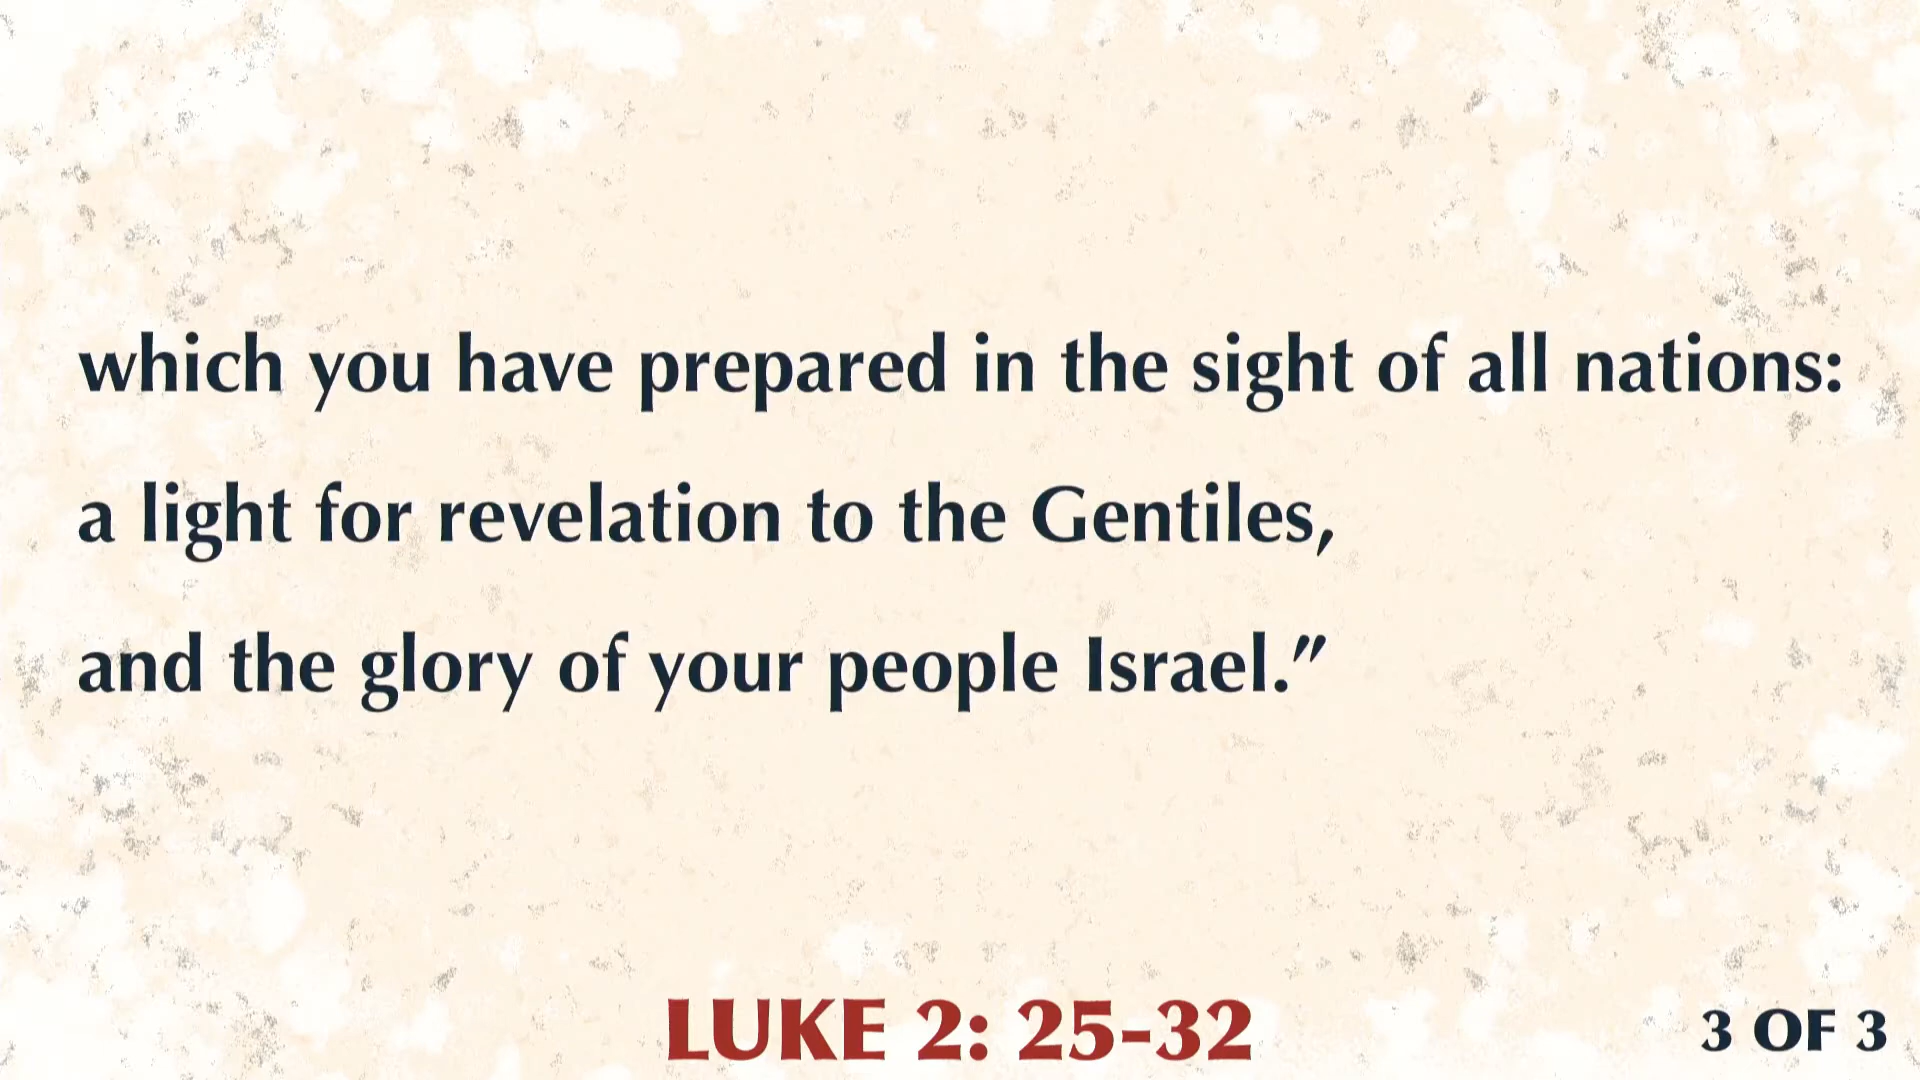 which you have prepared in the sight of all nations:
a light for revelation to the Gentiles,
and the glory of your people Israel.”
LUKE 2: 25-32
3 OF 3